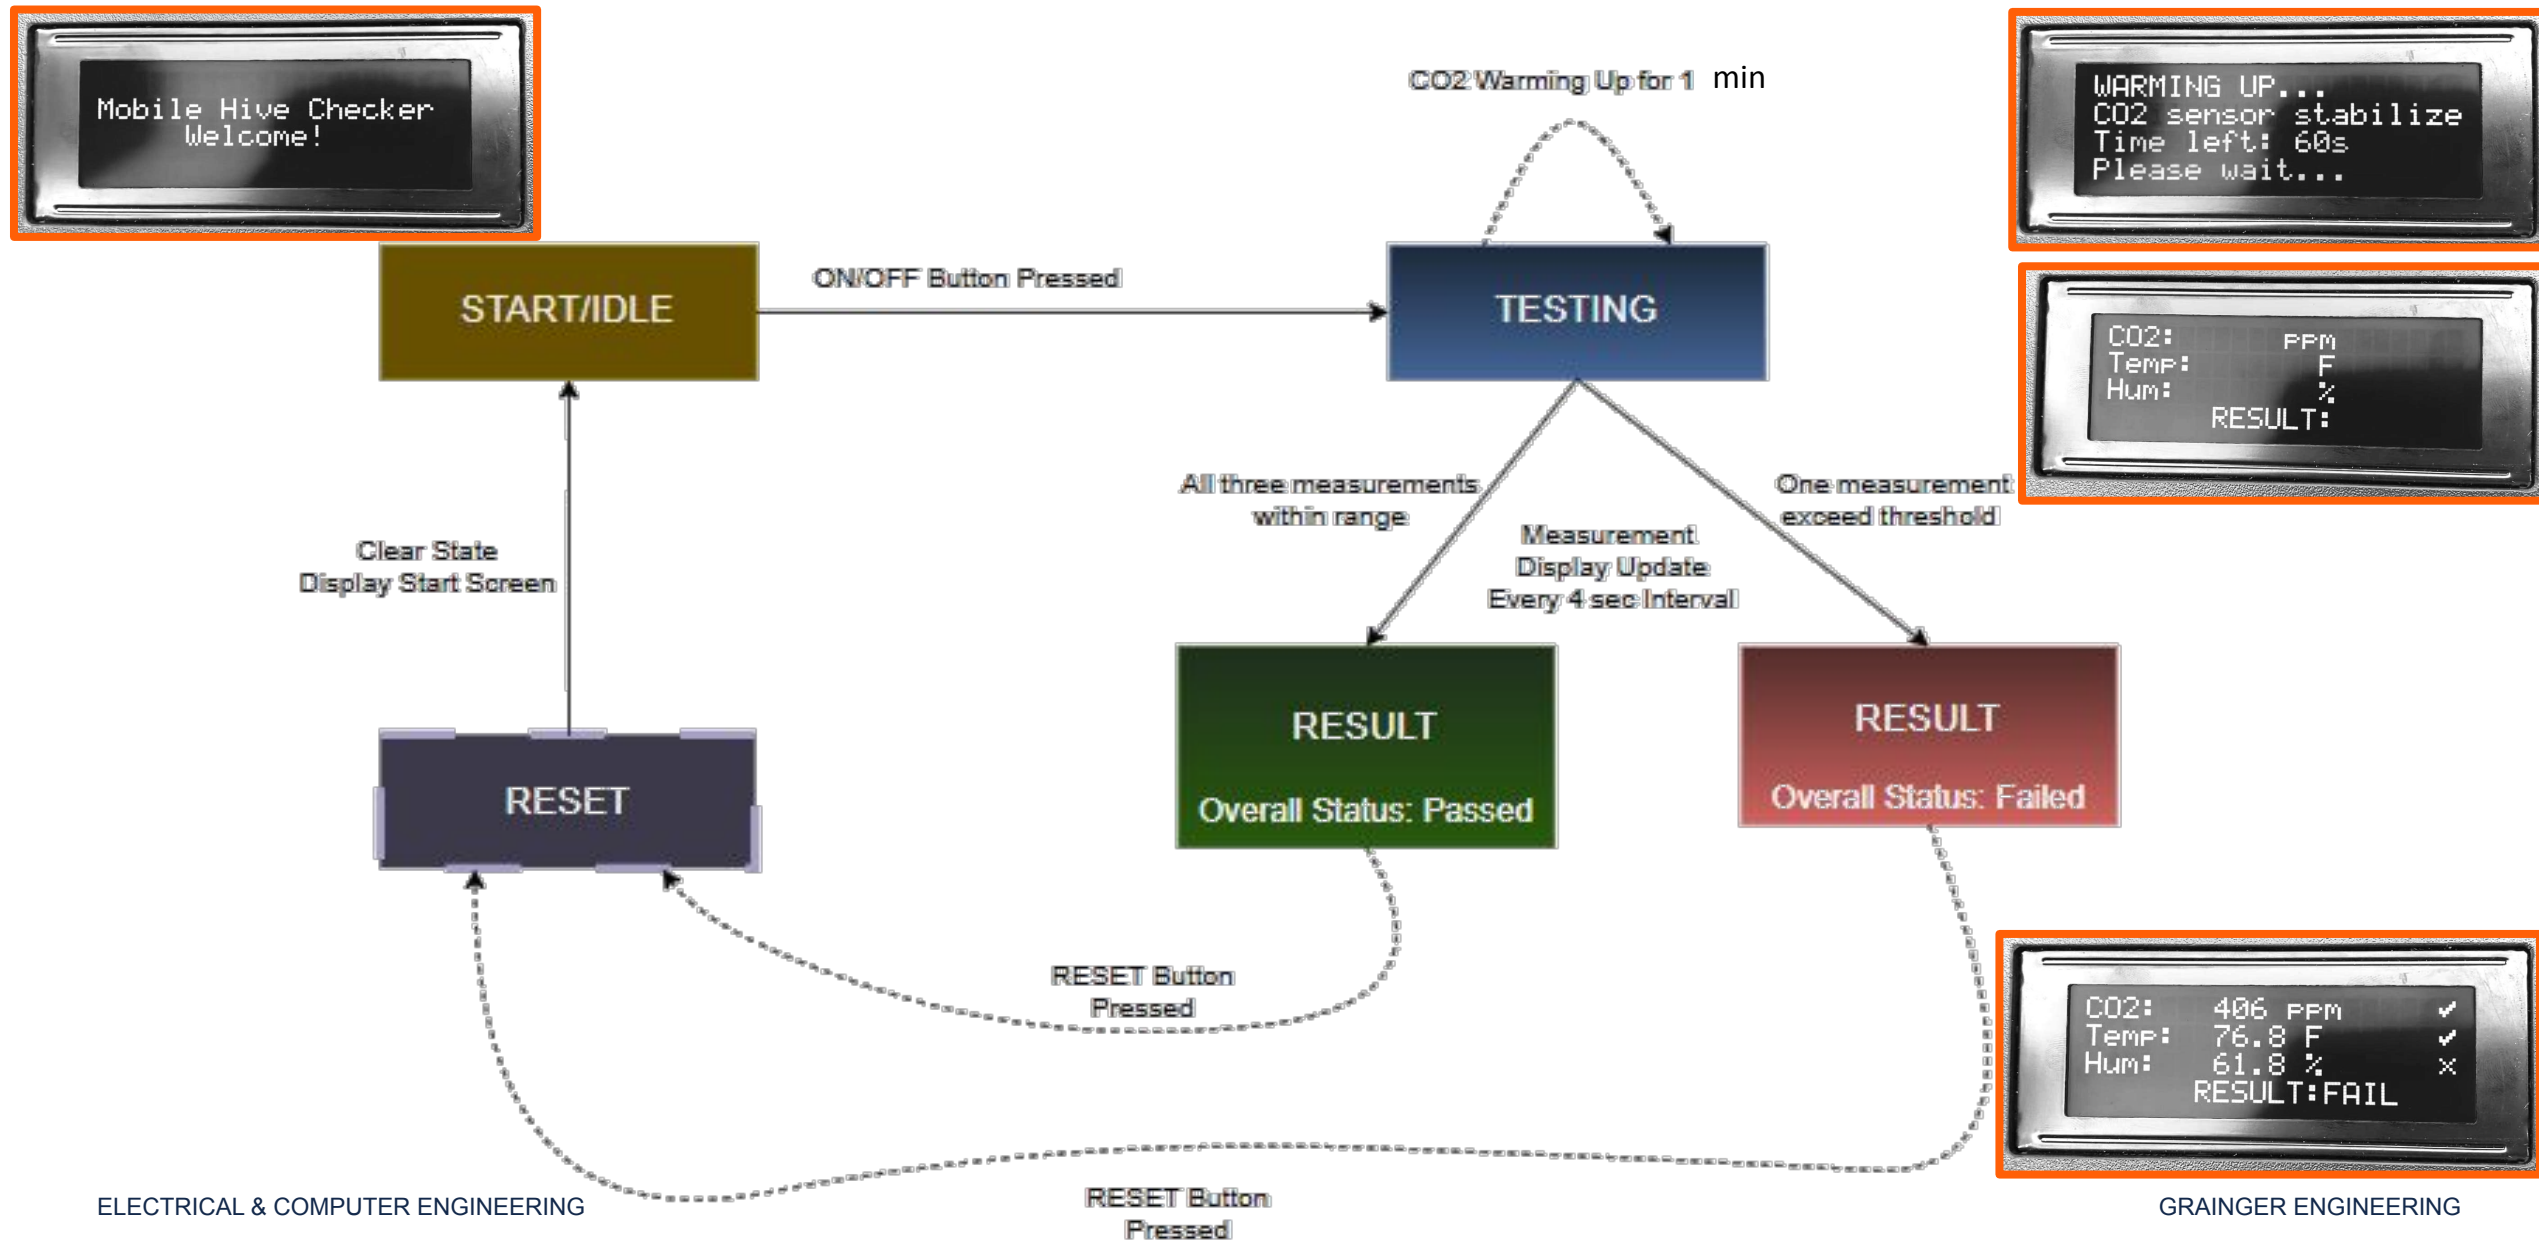 Mobile Hive Checker
Welcome!
CO2 Warming Up for 1 min
WARMING UP...
CO2 sensor stabilize
Time left: 60s
Please wait...
START/IDLE
ON/OFF Button Pressed
TESTING
CO2: ppm
Temp: F
Hum: %
RESULT:
All three measurements
within range
One measurement
exceed threshold
Measurement
Display Update
Every 4 sec Interval
Clear State
Display Start Screen
RESULT
Overall Status: Passed
RESULT
Overall Status: Failed
RESET
RESET Button
Pressed
CO2: 406 ppm ✓
Temp: 76.8 F ✓
Hum: 61.8 % ×
RESULT:FAIL
RESET Button
Pressed
ELECTRICAL & COMPUTER ENGINEERING
GRAINGER ENGINEERING